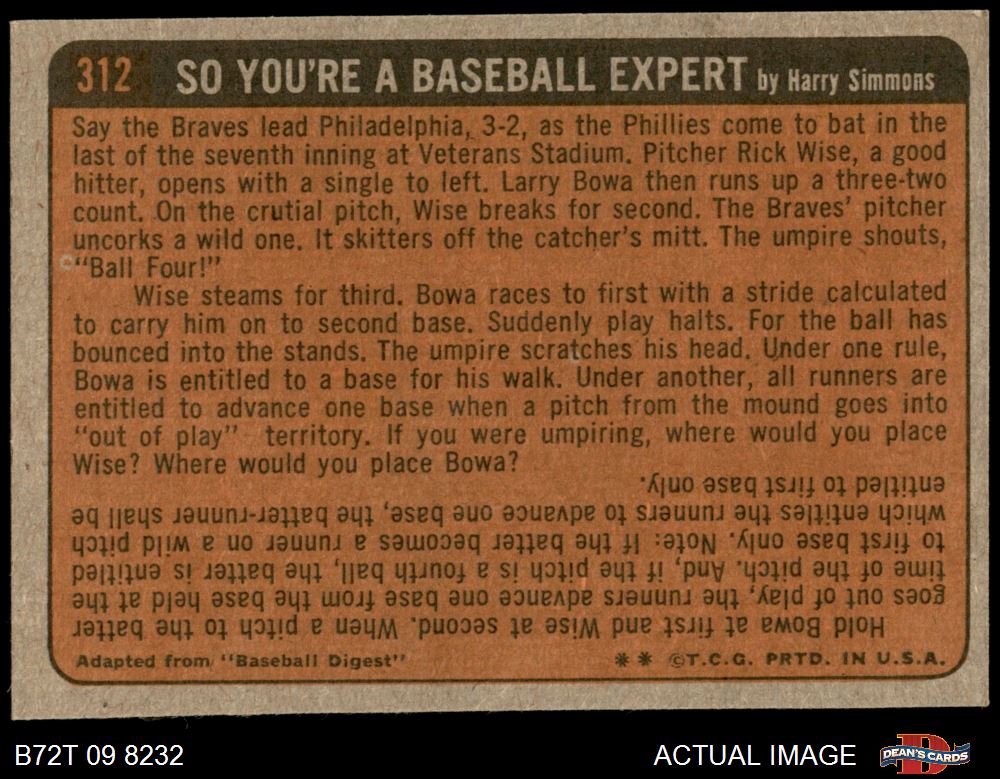 312 SO YOU'RE A BASEBALL EXPERT by Harry Simmons
Say the Braves lead Philadelphia, 3-2, as the Phillies come to bat in the
last of the seventh inning at Veterans Stadium. Pitcher Rick Wise, a good
hitter, opens with a single to left. Larry Bowa then runs up a three-two
count. On the crutial pitch, Wise breaks for second. The Braves' pitcher
uncorks a wild one. It skitters off the catcher's mitt. The umpire shouts,
"Ball Four!"
Wise steams for third. Bowa races to first with a stride calculated
to carry him on to second base. Suddenly play halts. For the ball has
bounced into the stands. The umpire scratches his head. Under one rule,
Bowa is entitled to a base for his walk. Under another, all runners are
entitled to advance one base when a pitch from the mound goes into
"out of play" territory. If you were umpiring, where would you place
Wise? Where would you place Bowa?
Hold Bowa at first and Wise at second. When a pitch to the batter
goes out of play, the runners advance one base from the base held at the
time of the pitch. And, if the pitch is a fourth ball, the batter is entitled
to first base only. Note: If the batter becomes a runner on a wild pitch
which entitles the runners to advance one base, the batter-runner shall be
entitled to first base only.
Adapted from "Baseball Digest" ** ©T.C.G. PRTD. IN U.S.A.
B72T 09 8232 ACTUAL IMAGE D DEAN'S CARDS